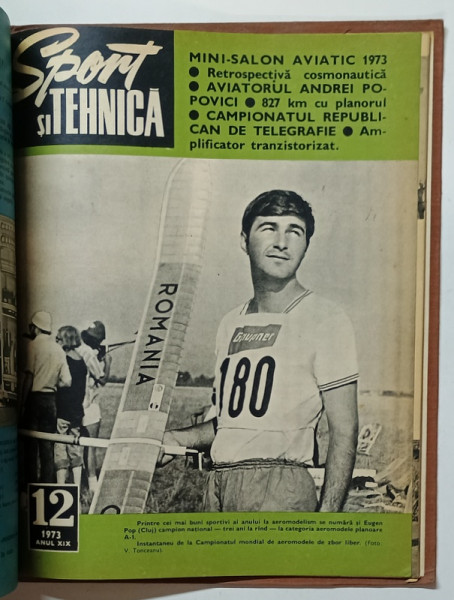 Sport
ȘI TEHNICĂ
MINI-SALON AVIATIC 1973
● Retrospectivă cosmonautică
● AVIATORUL ANDREI PO-
POVICI ● 827 km cu planorul
● CAMPIONATUL REPUBLI-
CAN DE TELEGRAFIE ● Am-
plificator tranzistorizat.
ROMANIA
Graupner
180
12
1973
ANUL XIX
Printre cei mai buni sportivi ai anului la aeromodelism se numără și Eugen
Pop (Cluj) campion național — trei ani la rînd — la categoria aeromodele planoare
A-1.
Instantaneu de la Campionatul mondial de aeromodele de zbor liber. (Foto:
V. Tonceanu)